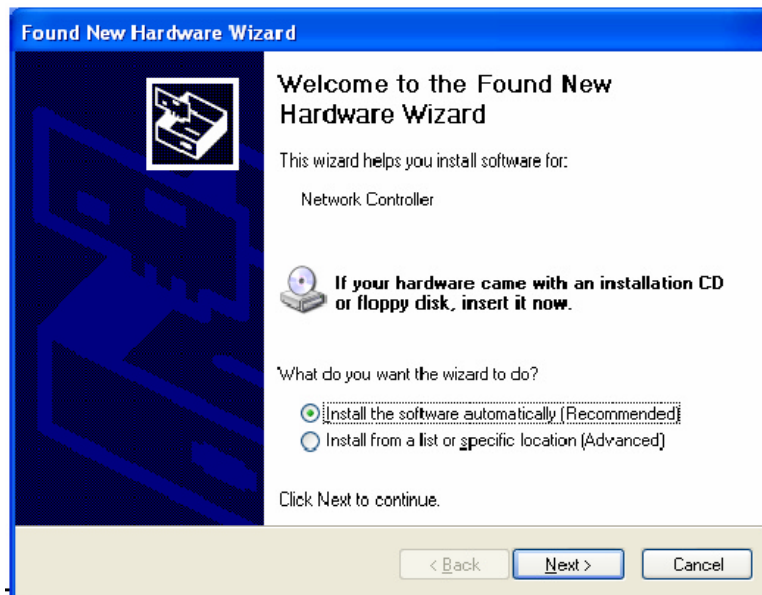 Found New Hardware Wizard
Welcome to the Found New
Hardware Wizard
This wizard helps you install software for:
Network Controller
If your hardware came with an installation CD
or floppy disk, insert it now.
What do you want the wizard to do?
Install the software automatically (Recommended)
Install from a list or specific location (Advanced)
Click Next to continue.
< Back
Next >
Cancel